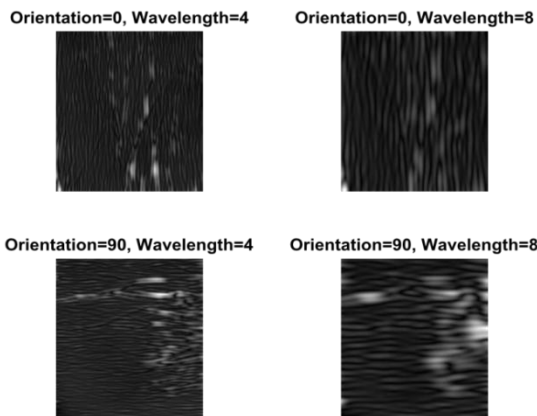 Orientation=0, Wavelength=4
Orientation=0, Wavelength=8
Orientation=90, Wavelength=4
Orientation=90, Wavelength=8